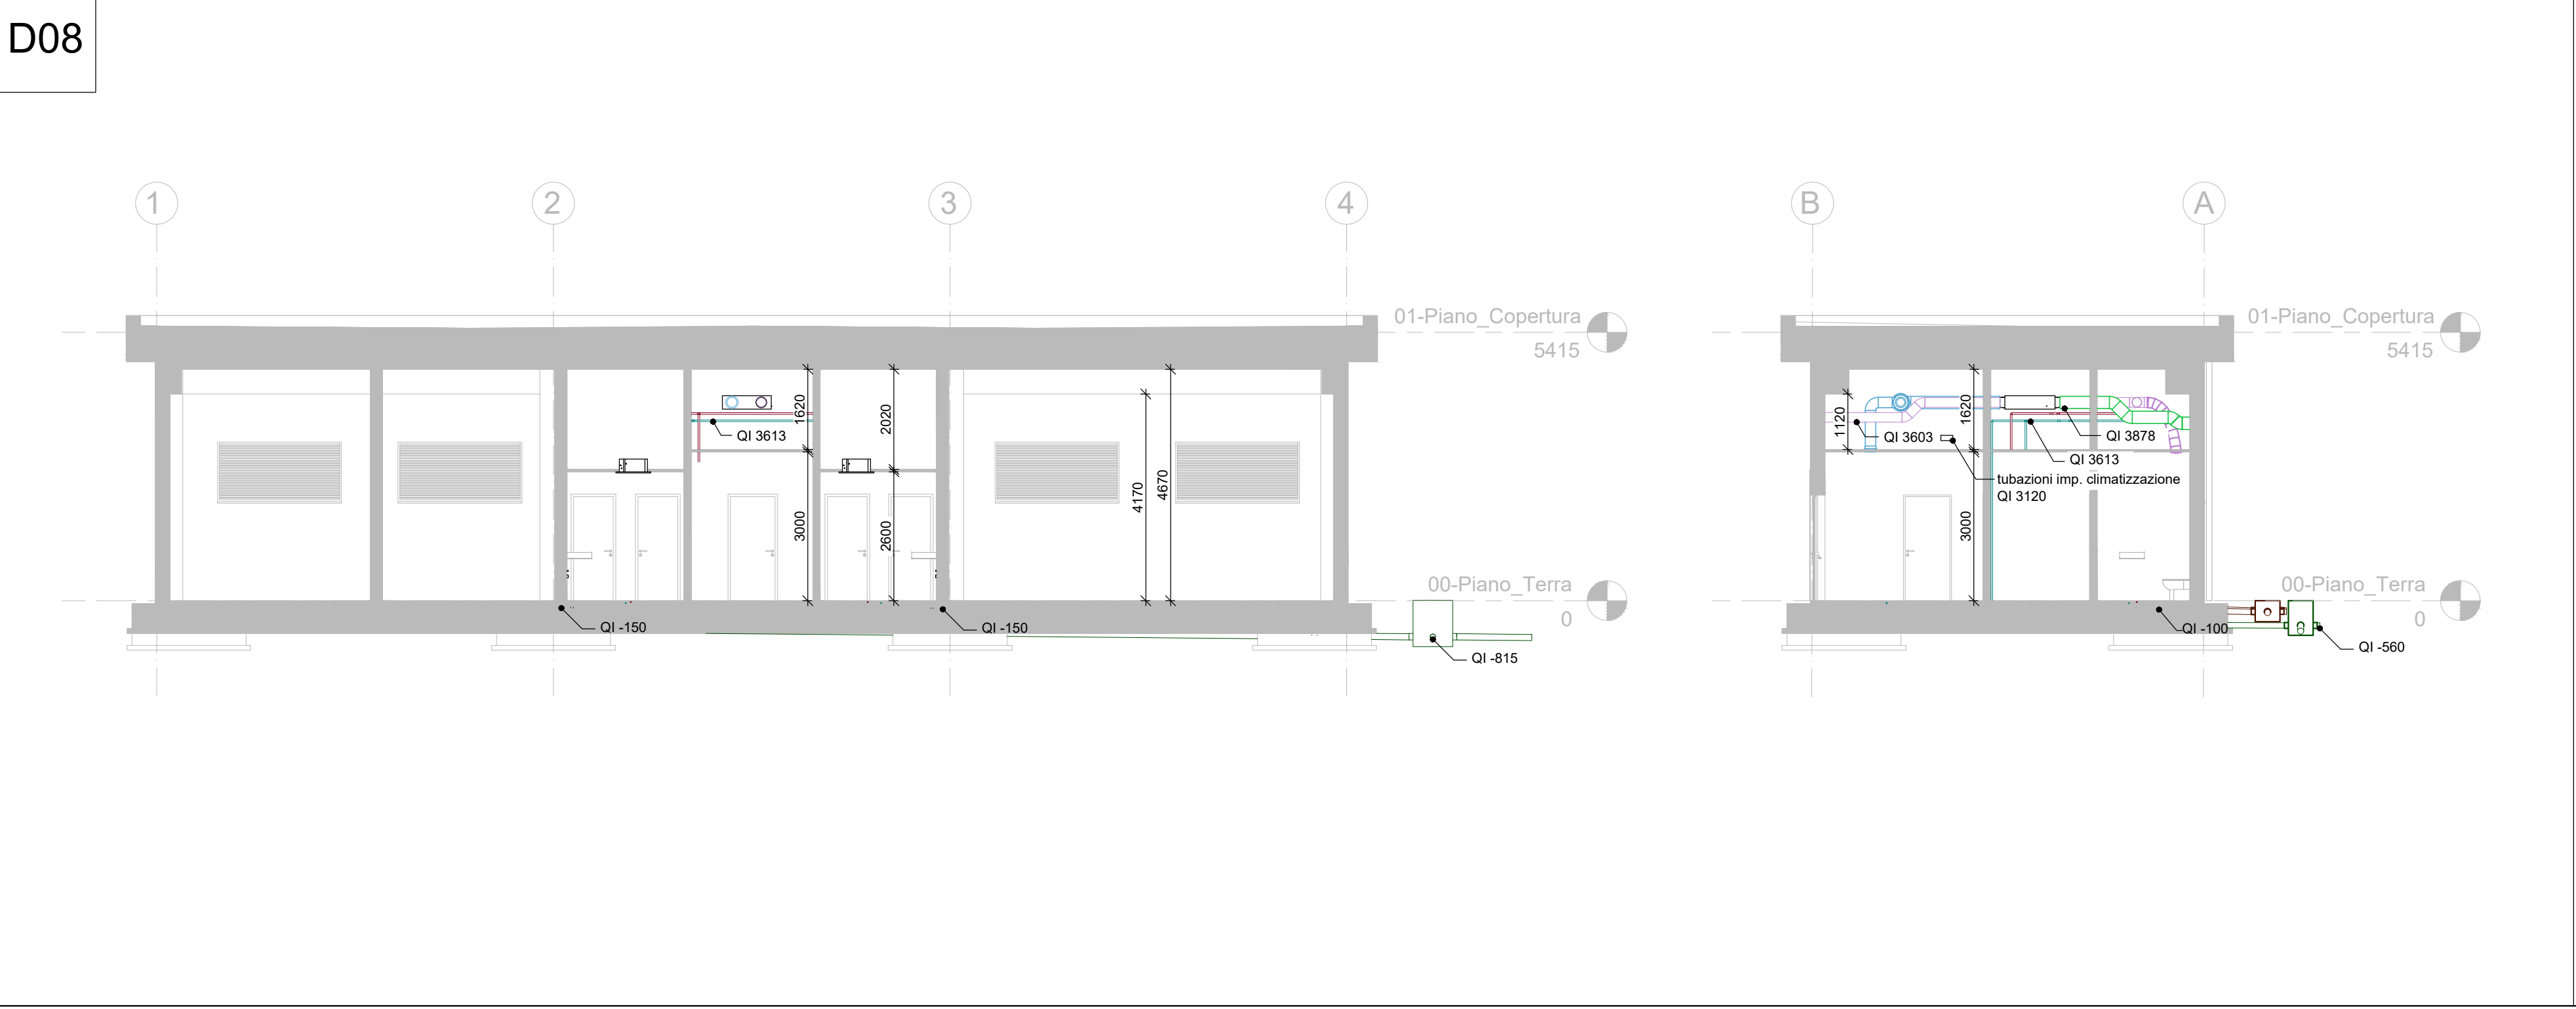 D08
1
2
3
4
B
A
01-Piano_Copertura
5415
01-Piano_Copertura
5415
1620
2020
QI 3613
4170
4670
3000
2600
1120
1620
QI 3603
QI 3878
QI 3613
tubazioni imp. climatizzazione
QI 3120
3000
00-Piano_Terra
0
00-Piano_Terra
0
QI -150
QI -150
QI -815
QI -100
QI -560